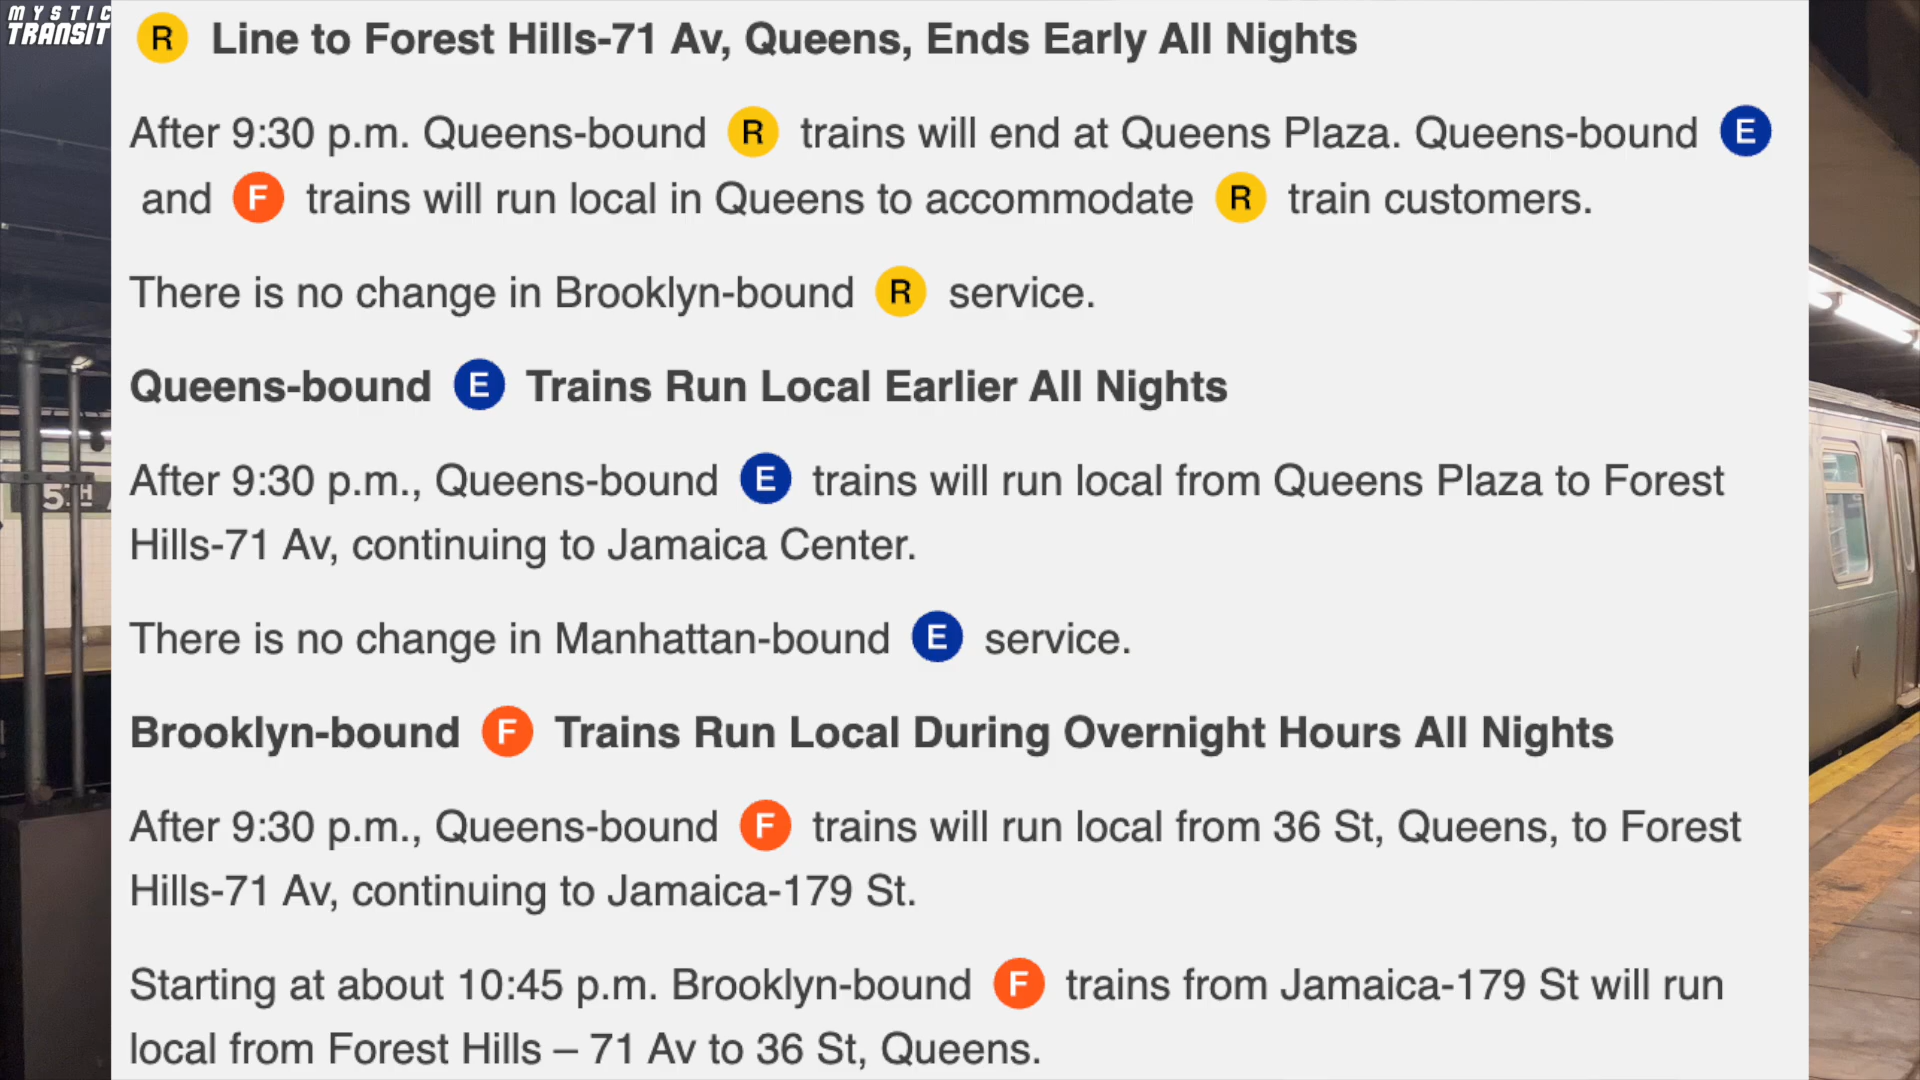 MYSTIC
TRANSIT
R Line to Forest Hills-71 Av, Queens, Ends Early All Nights
After 9:30 p.m. Queens-bound R trains will end at Queens Plaza. Queens-bound E
and F trains will run local in Queens to accommodate R train customers.
There is no change in Brooklyn-bound R service.
Queens-bound E Trains Run Local Earlier All Nights
After 9:30 p.m., Queens-bound E trains will run local from Queens Plaza to Forest
Hills-71 Av, continuing to Jamaica Center.
There is no change in Manhattan-bound E service.
Brooklyn-bound F Trains Run Local During Overnight Hours All Nights
After 9:30 p.m., Queens-bound F trains will run local from 36 St, Queens, to Forest
Hills-71 Av, continuing to Jamaica-179 St.
Starting at about 10:45 p.m. Brooklyn-bound F trains from Jamaica-179 St will run
local from Forest Hills – 71 Av to 36 St, Queens.
5TH